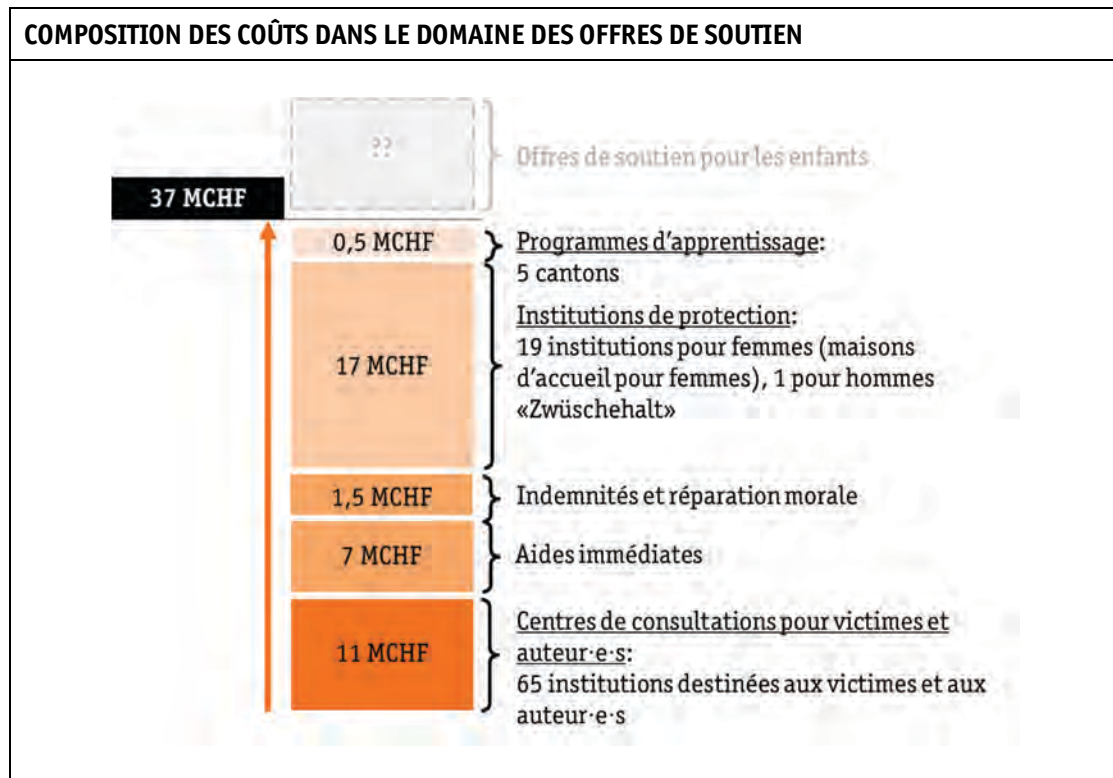 COMPOSITION DES COÛTS DANS LE DOMAINE DES OFFRES DE SOUTIEN
??
Offres de soutien pour les enfants
37 MCHF
0,5 MCHF
Programmes d'apprentissage:
5 cantons
17 MCHF
Institutions de protection:
19 institutions pour femmes (maisons
d'accueil pour femmes), 1 pour hommes
«Zwüschehalt»
1,5 MCHF
Indemnités et réparation morale
7 MCHF
Aides immédiates
11 MCHF
Centres de consultations pour victimes et
auteur·e·s:
65 institutions destinées aux victimes et aux
auteur·e·s